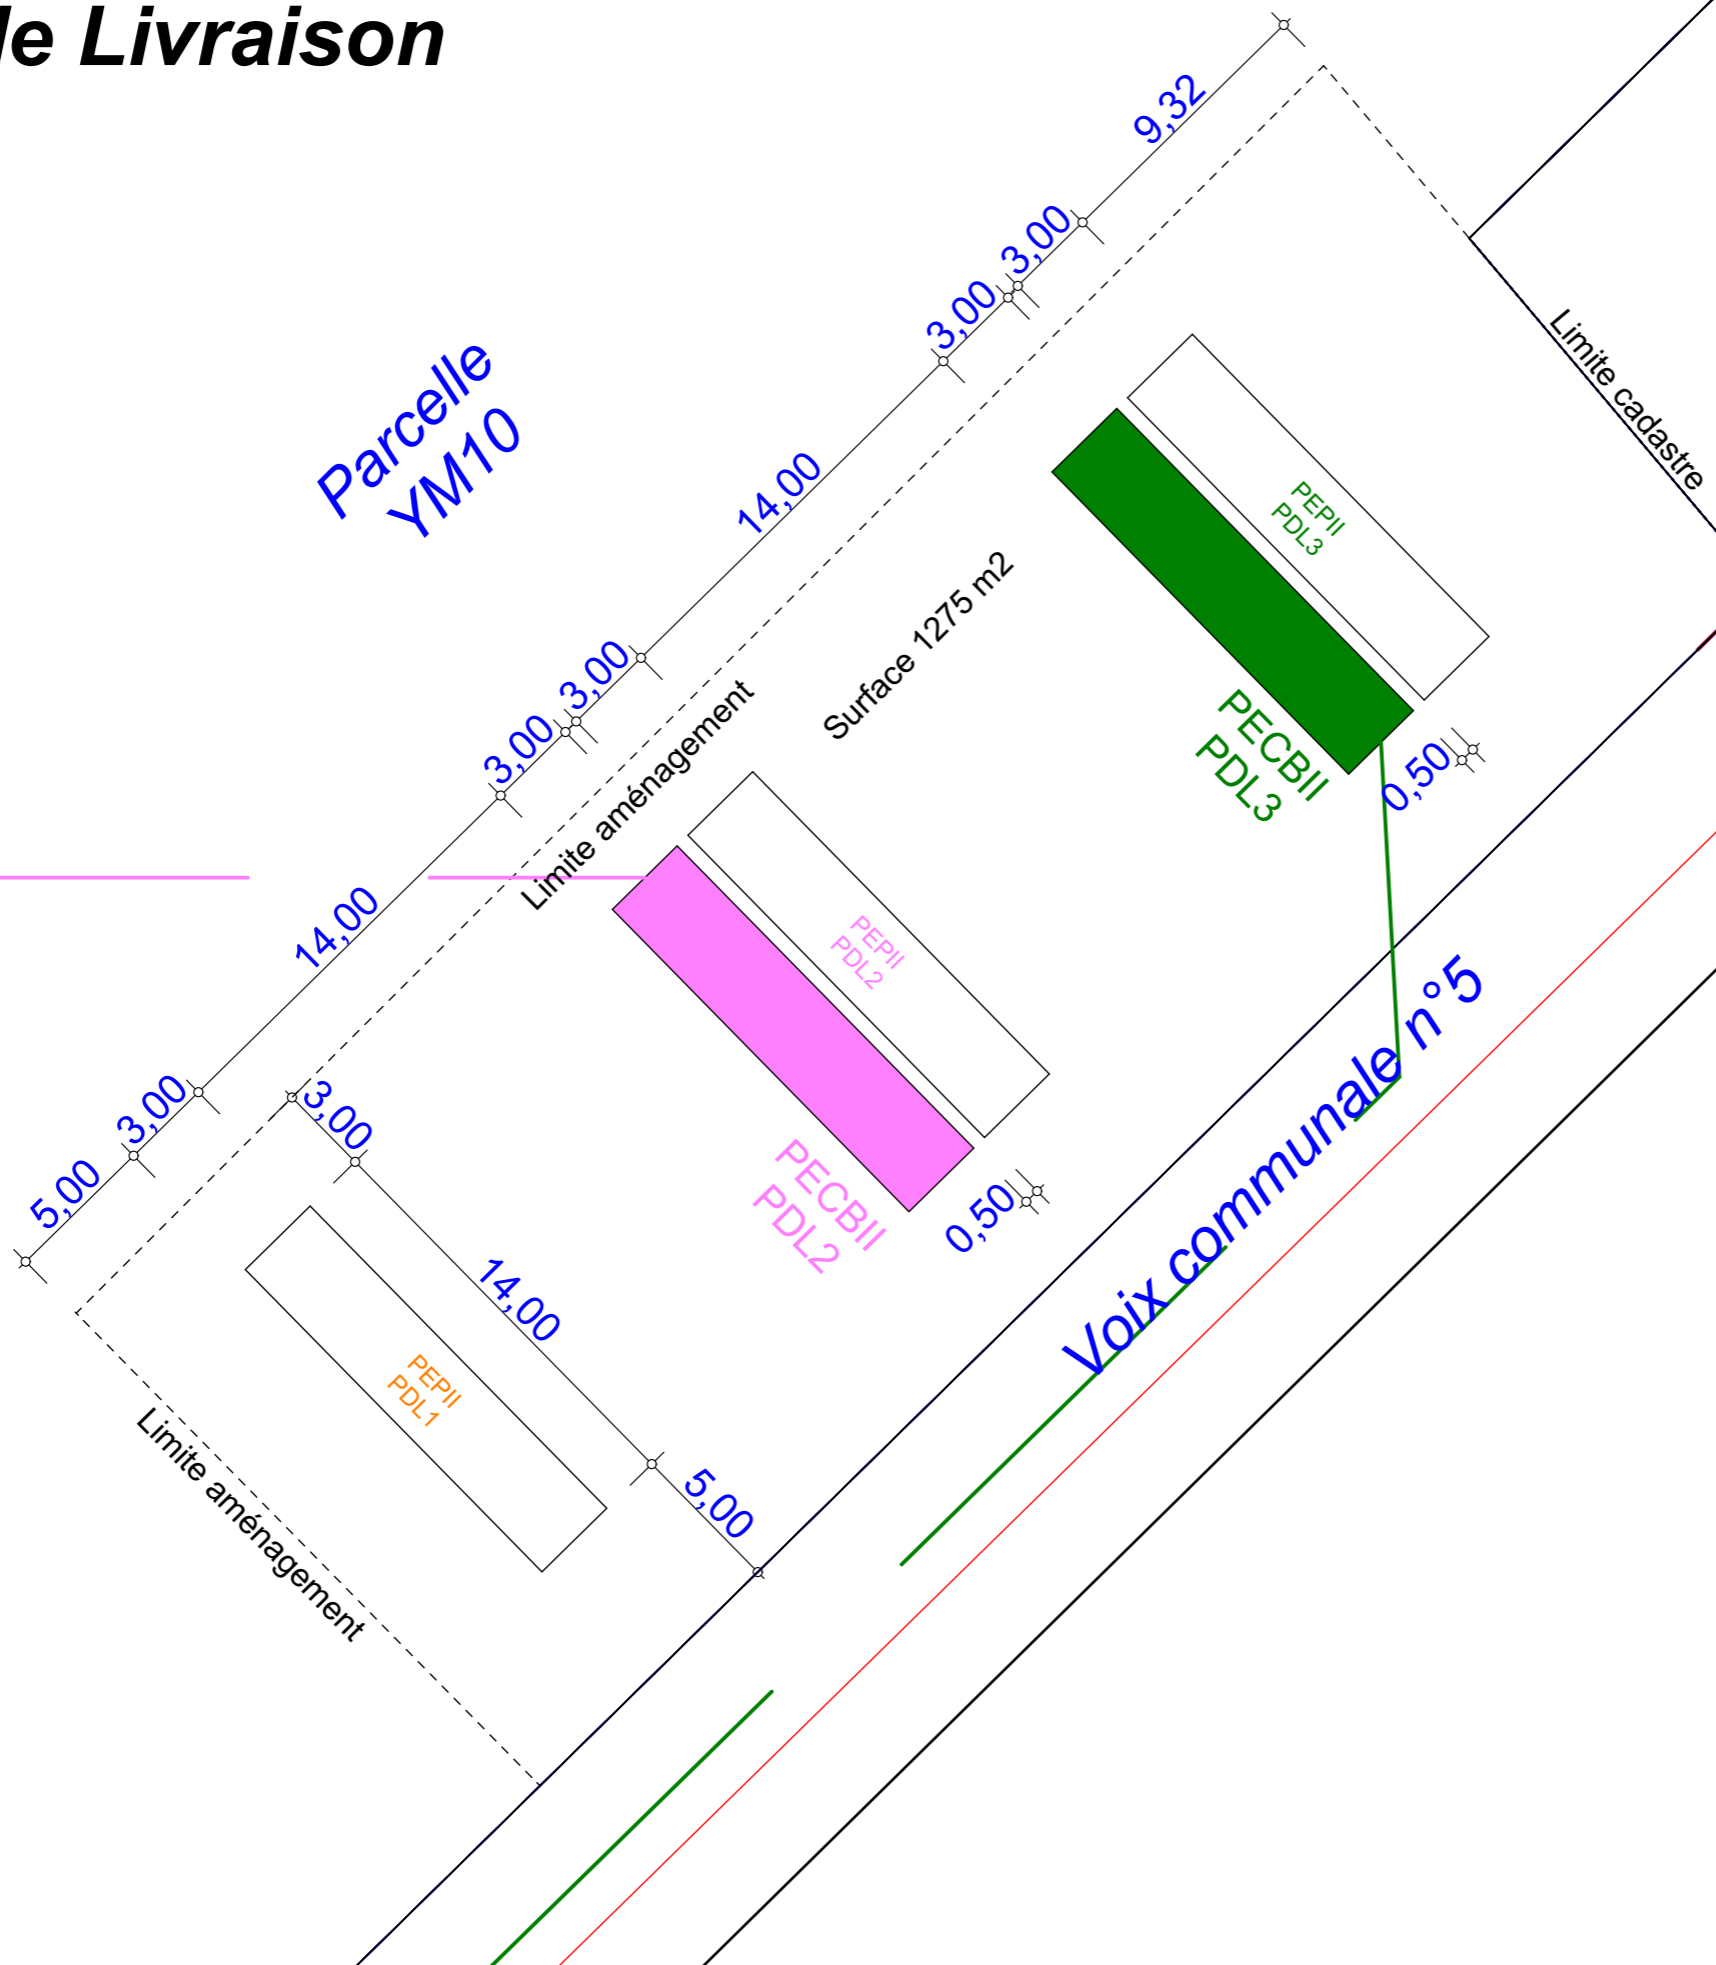 le Livraison
9,32
3,00
3,00
14,00
3,00
3,00
14,00
3,00
5,00
Parcelle
YM10
Limite cadastre
Surface 1275 m2
Limite aménagement
PEPII
PDL3
PECBII
PDL3
0,50
PEPII
PDL2
PECBII
PDL2
0,50
3,00
14,00
5,00
PEPII
PDL1
Limite aménagement
Voix communale n°5